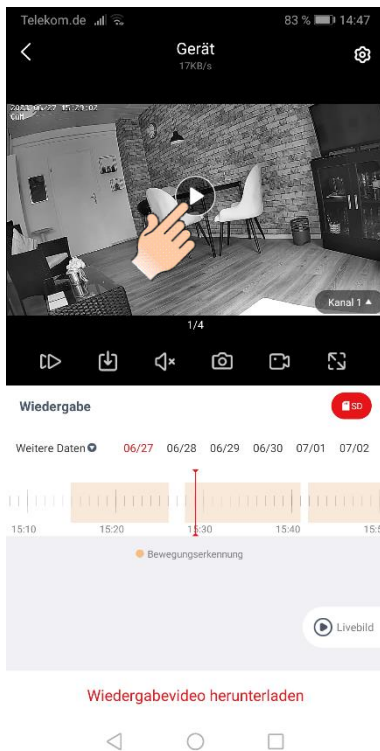 Telekom.de 83 % 14:47
Gerät
17KB/s
Kanal 1
1/4
Wiedergabe SD
Weitere Daten 06/27 06/28 06/29 06/30 07/01 07/02
15:10 15:20 15:30 15:40
Bewegungserkennung
Livebild
Wiedergabevideo herunterladen